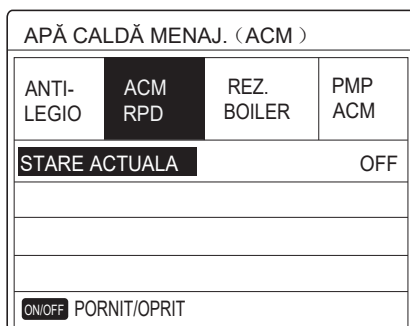 APĂ CALDĂ MENAJ.（ACM）
ANTI-LEGIO
ACM RPD
REZ. BOILER
PMP ACM
STARE ACTUALA OFF
ON/OFF PORNIT/OPRIT